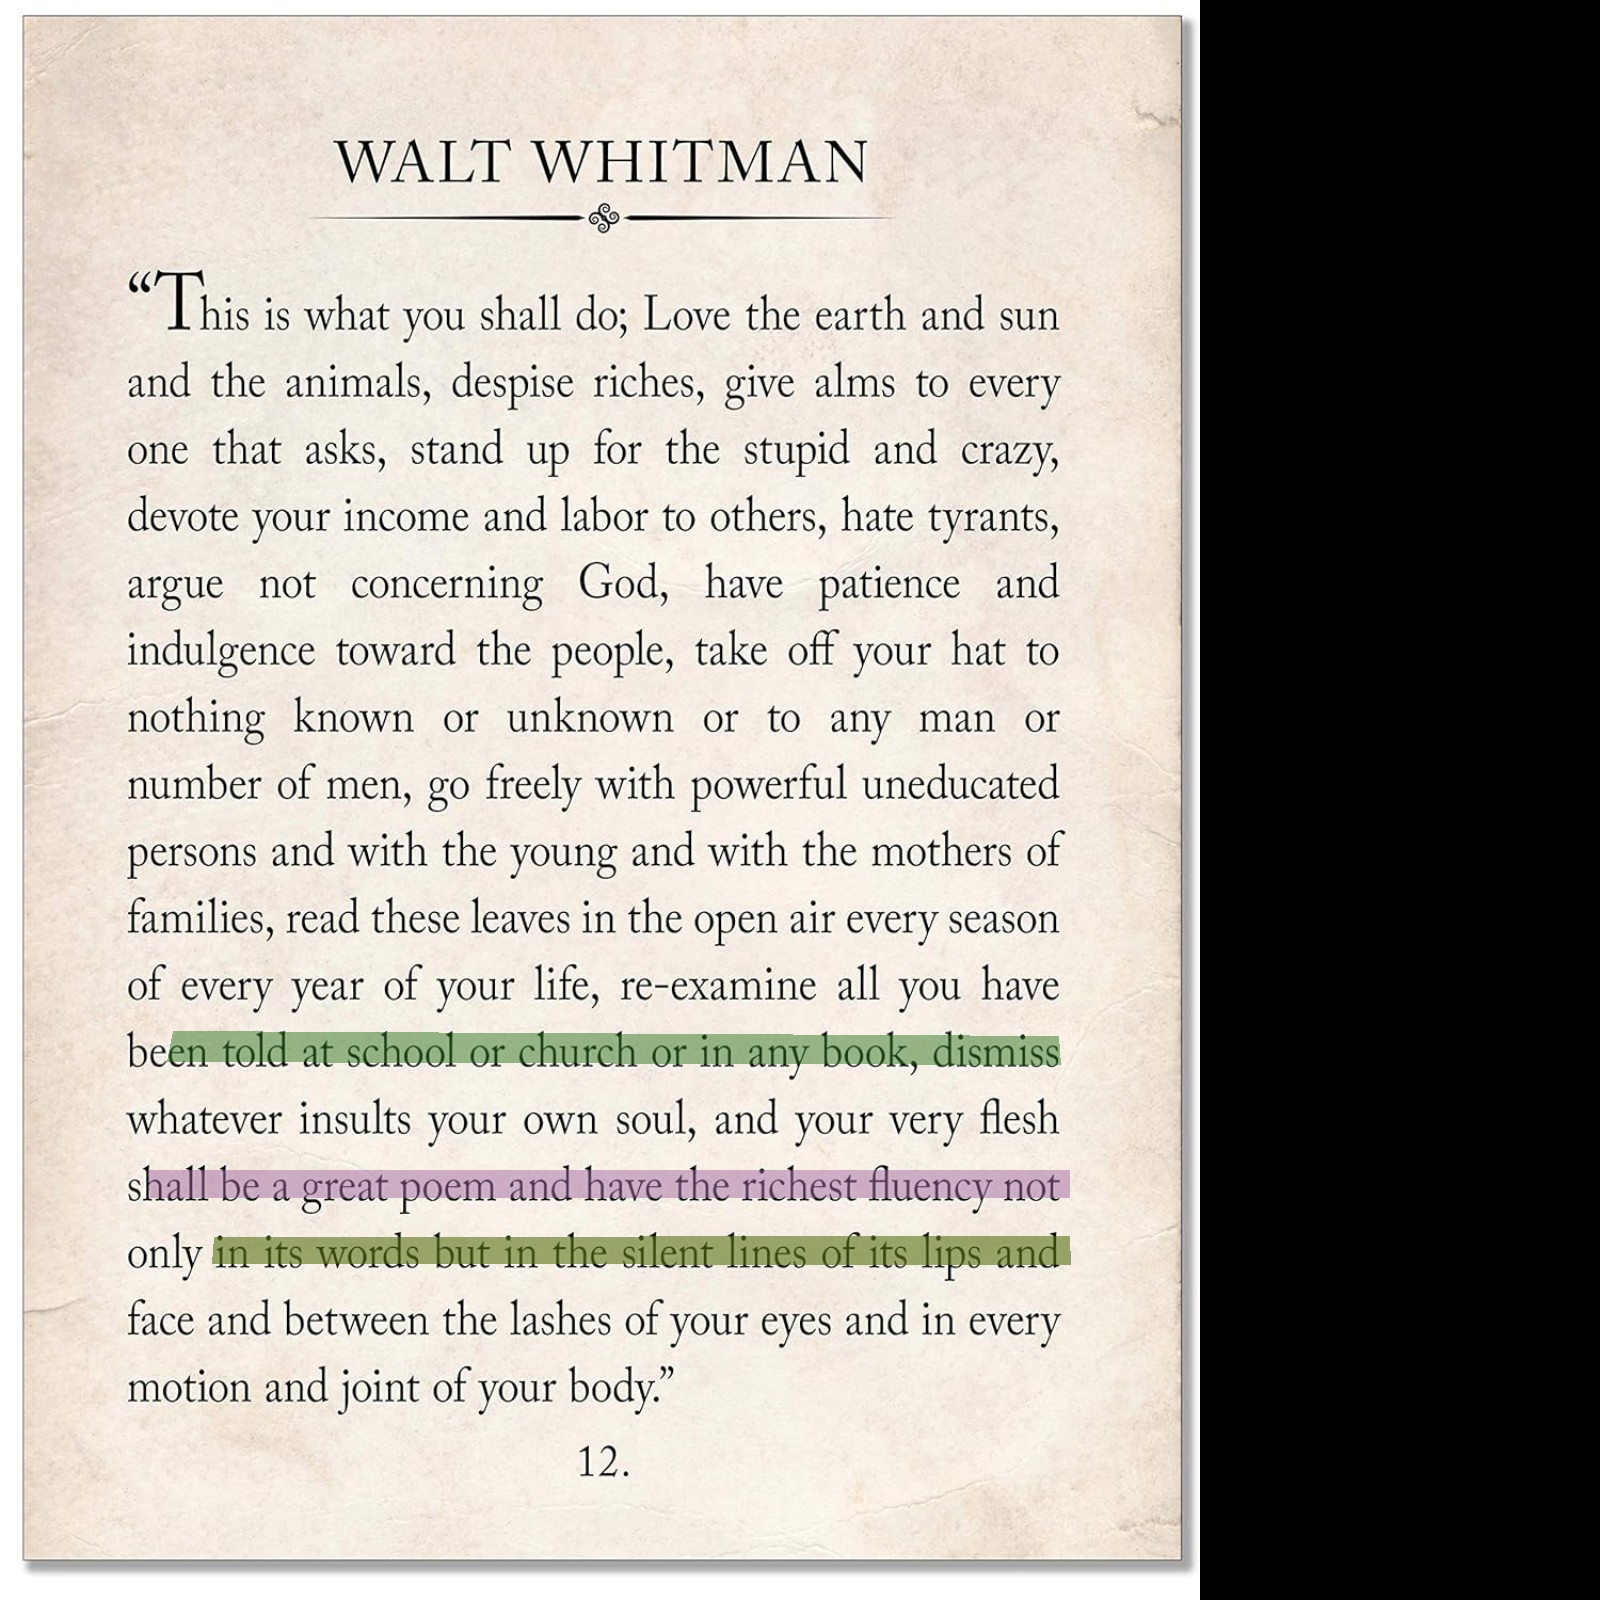 WALT WHITMAN
“This is what you shall do; Love the earth and sun
and the animals, despise riches, give alms to every
one that asks, stand up for the stupid and crazy,
devote your income and labor to others, hate tyrants,
argue not concerning God, have patience and
indulgence toward the people, take off your hat to
nothing known or unknown or to any man or
number of men, go freely with powerful uneducated
persons and with the young and with the mothers of
families, read these leaves in the open air every season
of every year of your life, re-examine all you have
been told at school or church or in any book, dismiss
whatever insults your own soul, and your very flesh
shall be a great poem and have the richest fluency not
only in its words but in the silent lines of its lips and
face and between the lashes of your eyes and in every
motion and joint of your body.”
12.